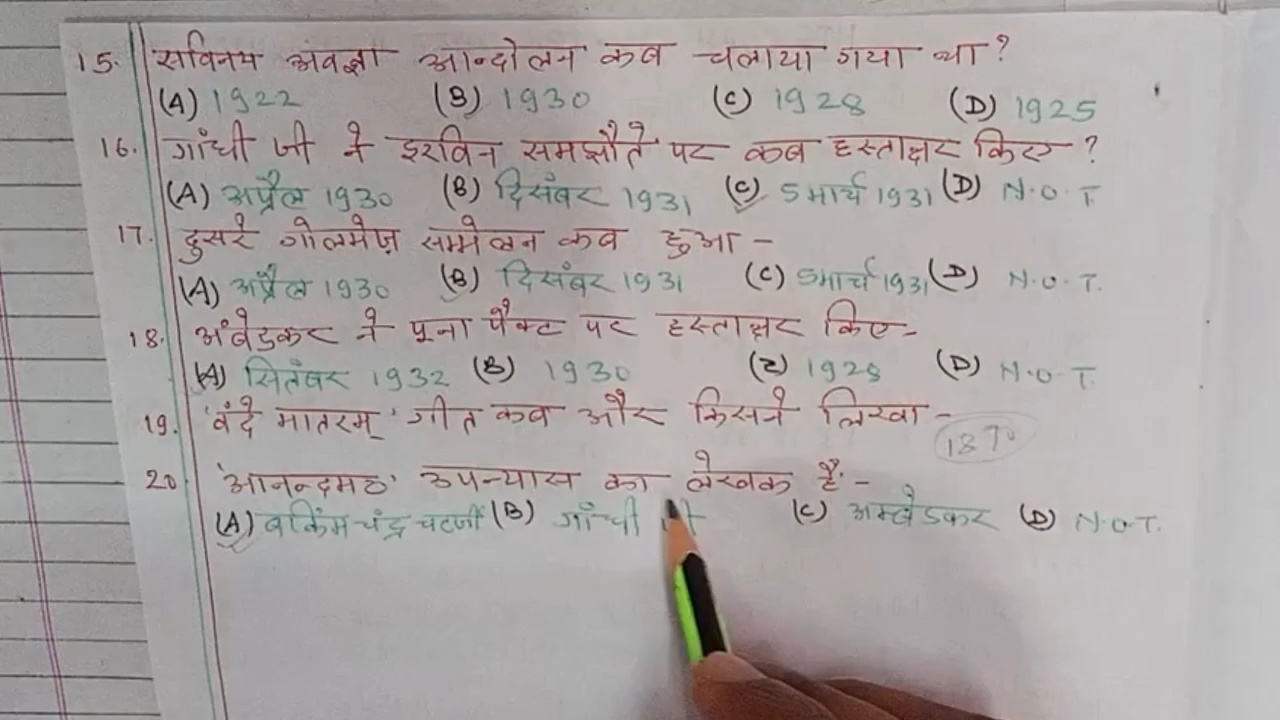 15. सविनय अवज्ञा आन्दोलन कब चलाया गया था?
(A) 1922 (B) 1930 (C) 1928 (D) 1925
16. गांधी जी ने इरविन समझौते पर कब हस्ताक्षर किए?
(A) अप्रैल 1930 (B) दिसंबर 1931 (C) 5 मार्च 1931 (D) N.O.T.
17. दुसरे गोलमेज़ सम्मेलन कब हुआ -
(A) अप्रैल 1930 (B) दिसंबर 1931 (C) 5 मार्च 1931 (D) N.O.T.
18. अंबेडकर ने पूना पैक्ट पर हस्ताक्षर किए -
(A) सितंबर 1932 (B) 1930 (C) 1928 (D) N.O.T.
19. 'वंदे मातरम्' गीत कब और किसने लिखा -
1870
20. 'आनन्दमठ' उपन्यास का लेखक हैं -
(A) बकिंम चंद्र चटर्जी (B) गाँधी जी (C) अम्बेडकर (D) N.O.T.